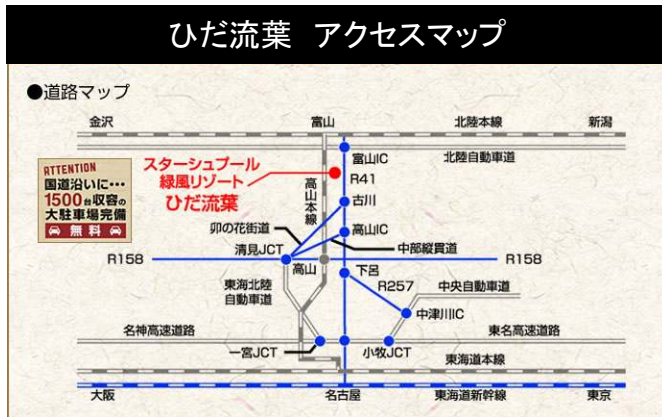 ひだ流葉　アクセスマップ
●道路マップ
金沢
富山
北陸本線
新潟
北陸自動車道
富山IC
ATTENTION
国道沿いに・・・
1500台収容の
大駐車場完備
無料
スターシュプール
緑風リゾート
ひだ流葉
高山本線
R41
古川
卯の花街道
高山IC
清見JCT
中部縦貫道
R158
高山
R158
下呂
東海北陸
自動車道
R257
中央自動車道
中津川IC
名神高速道路
東名高速道路
一宮JCT
小牧JCT
東海道本線
大阪
名古屋
東海道新幹線
東京